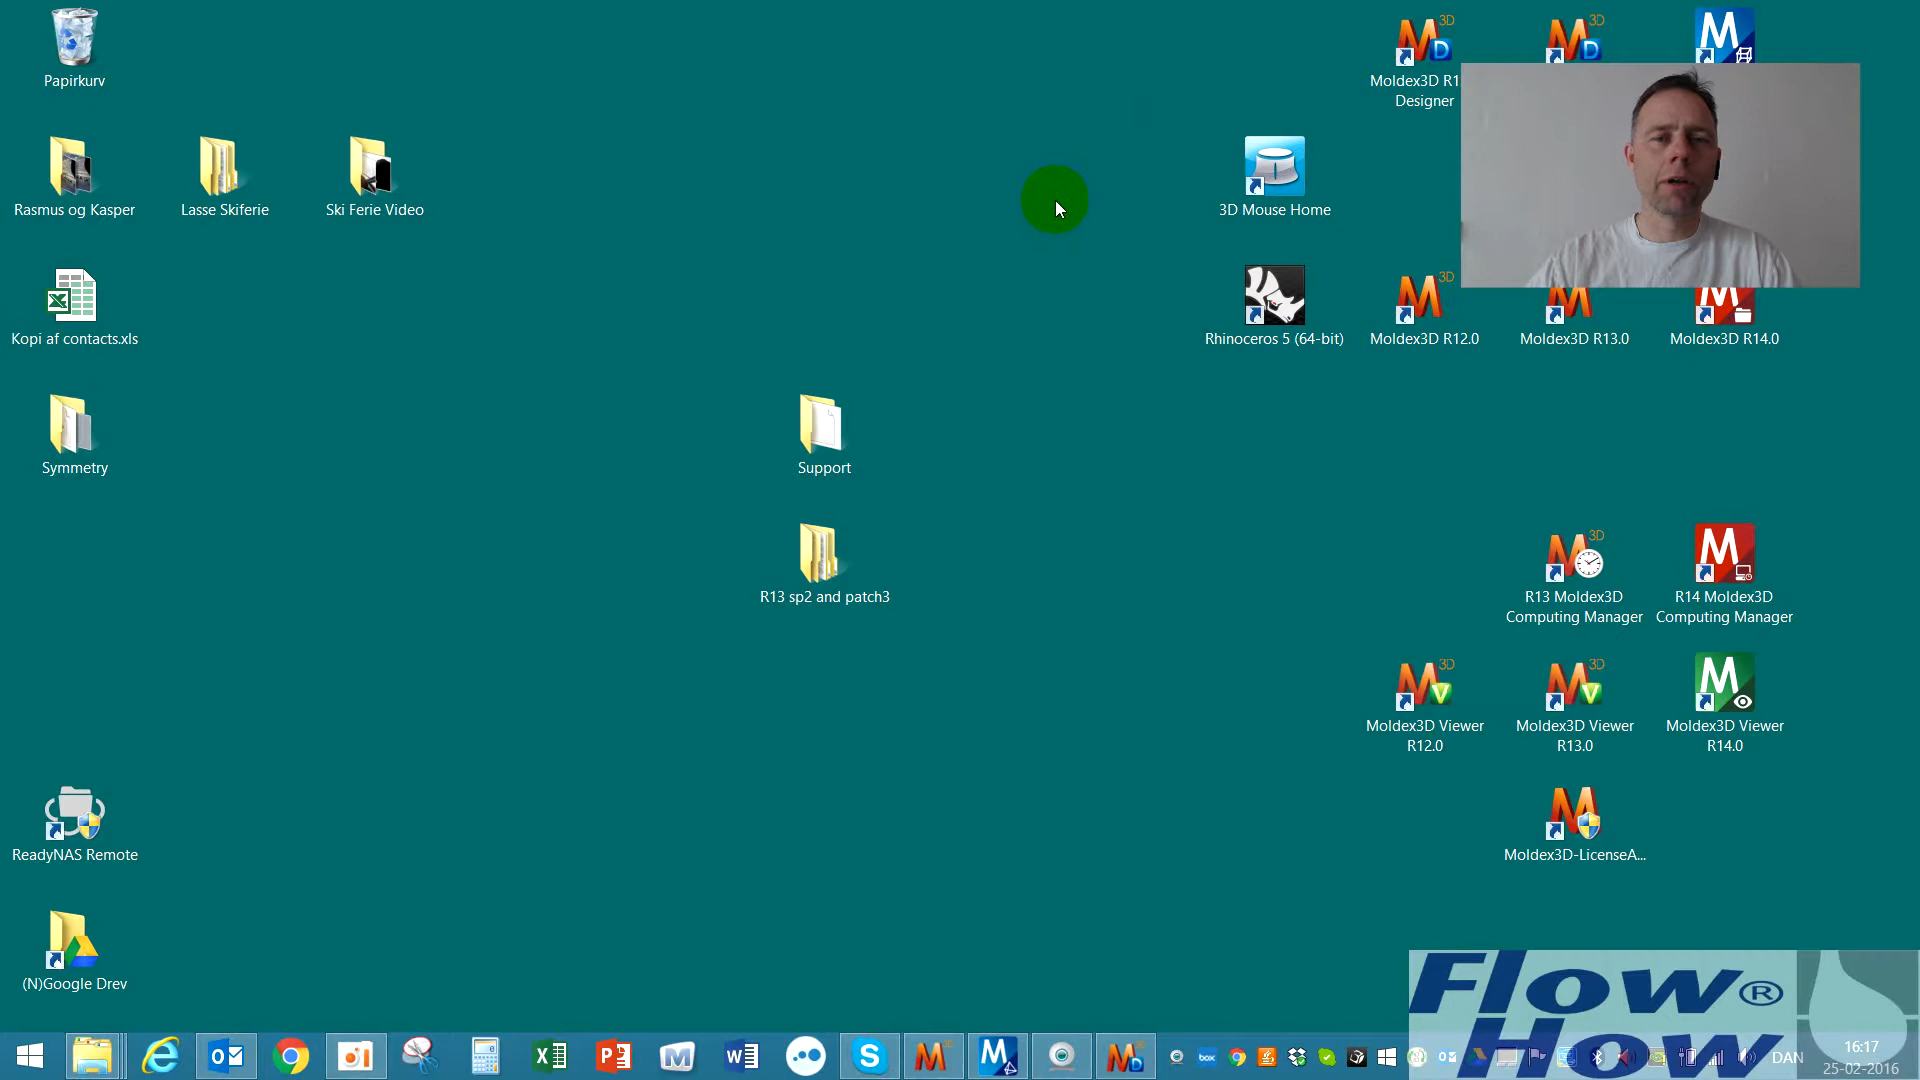 Papirkurv
Moldex3D R1
Designer
Rasmus og Kasper
Lasse Skiferie
Ski Ferie Video
3D Mouse Home
Kopi af contacts.xls
Rhinoceros 5 (64-bit)
Moldex3D R12.0
Moldex3D R13.0
Moldex3D R14.0
Symmetry
Support
R13 sp2 and patch3
R13 Moldex3D
Computing Manager
R14 Moldex3D
Computing Manager
Moldex3D Viewer
R12.0
Moldex3D Viewer
R13.0
Moldex3D Viewer
R14.0
ReadyNAS Remote
Moldex3D-LicenseA...
(N)Google Drev
Flow®
How
DAN
16:17
25-02-2016